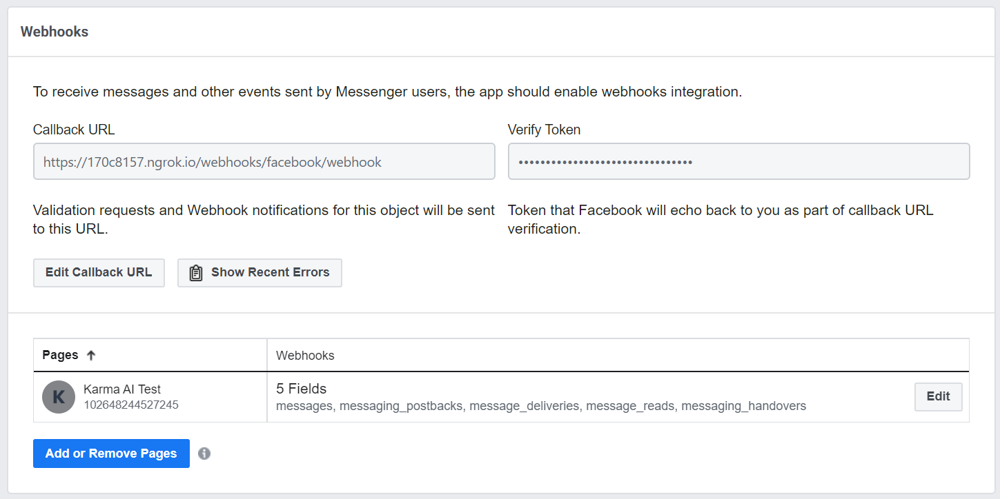 Webhooks
To receive messages and other events sent by Messenger users, the app should enable webhooks integration.
Callback URL
Verify Token
https://170c8157.ngrok.io/webhooks/facebook/webhook
••••••••••••••••••••••••••••••••
Validation requests and Webhook notifications for this object will be sent
to this URL.
Token that Facebook will echo back to you as part of callback URL
verification.
Edit Callback URL
Show Recent Errors
Pages ↑
Webhooks
K
Karma AI Test
102648244527245
5 Fields
messages, messaging_postbacks, message_deliveries, message_reads, messaging_handovers
Edit
Add or Remove Pages